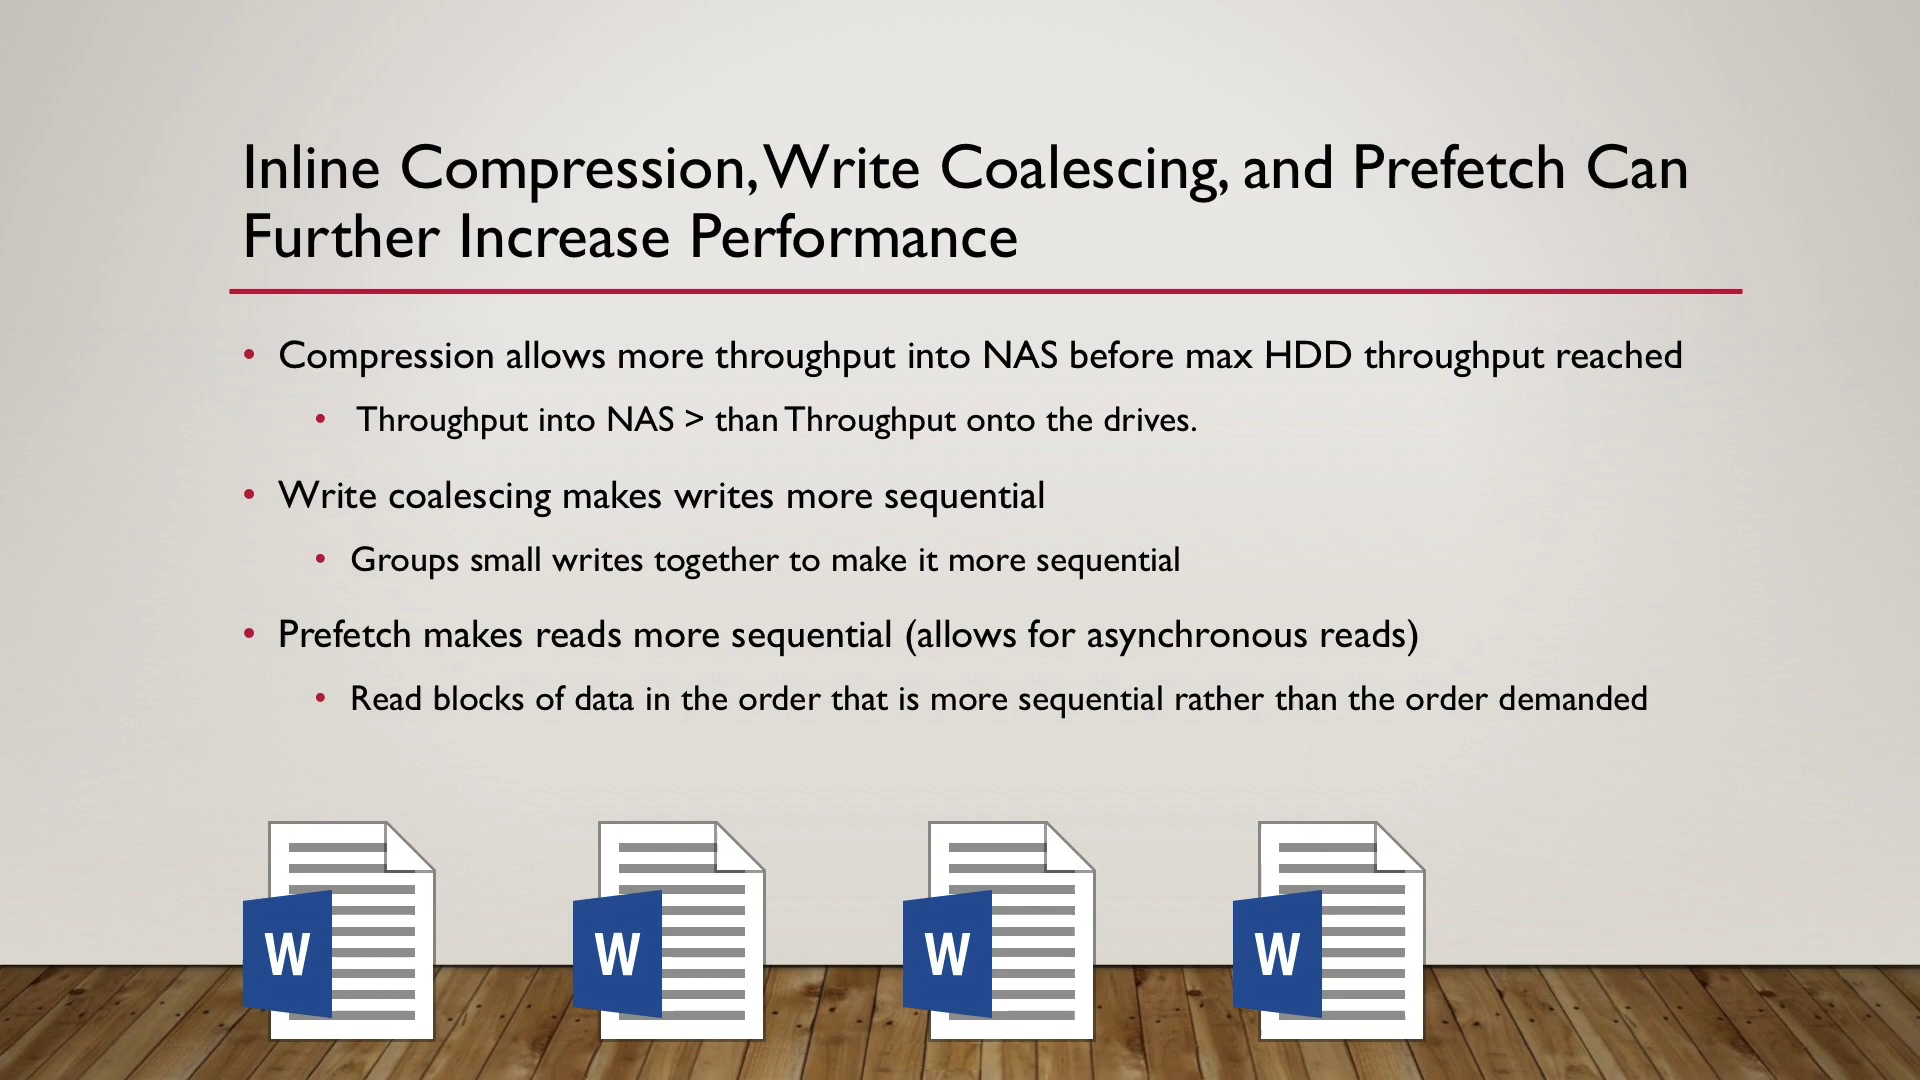 Inline Compression, Write Coalescing, and Prefetch Can
Further Increase Performance
• Compression allows more throughput into NAS before max HDD throughput reached
• Throughput into NAS > than Throughput onto the drives.
• Write coalescing makes writes more sequential
• Groups small writes together to make it more sequential
• Prefetch makes reads more sequential (allows for asynchronous reads)
• Read blocks of data in the order that is more sequential rather than the order demanded
W W W W